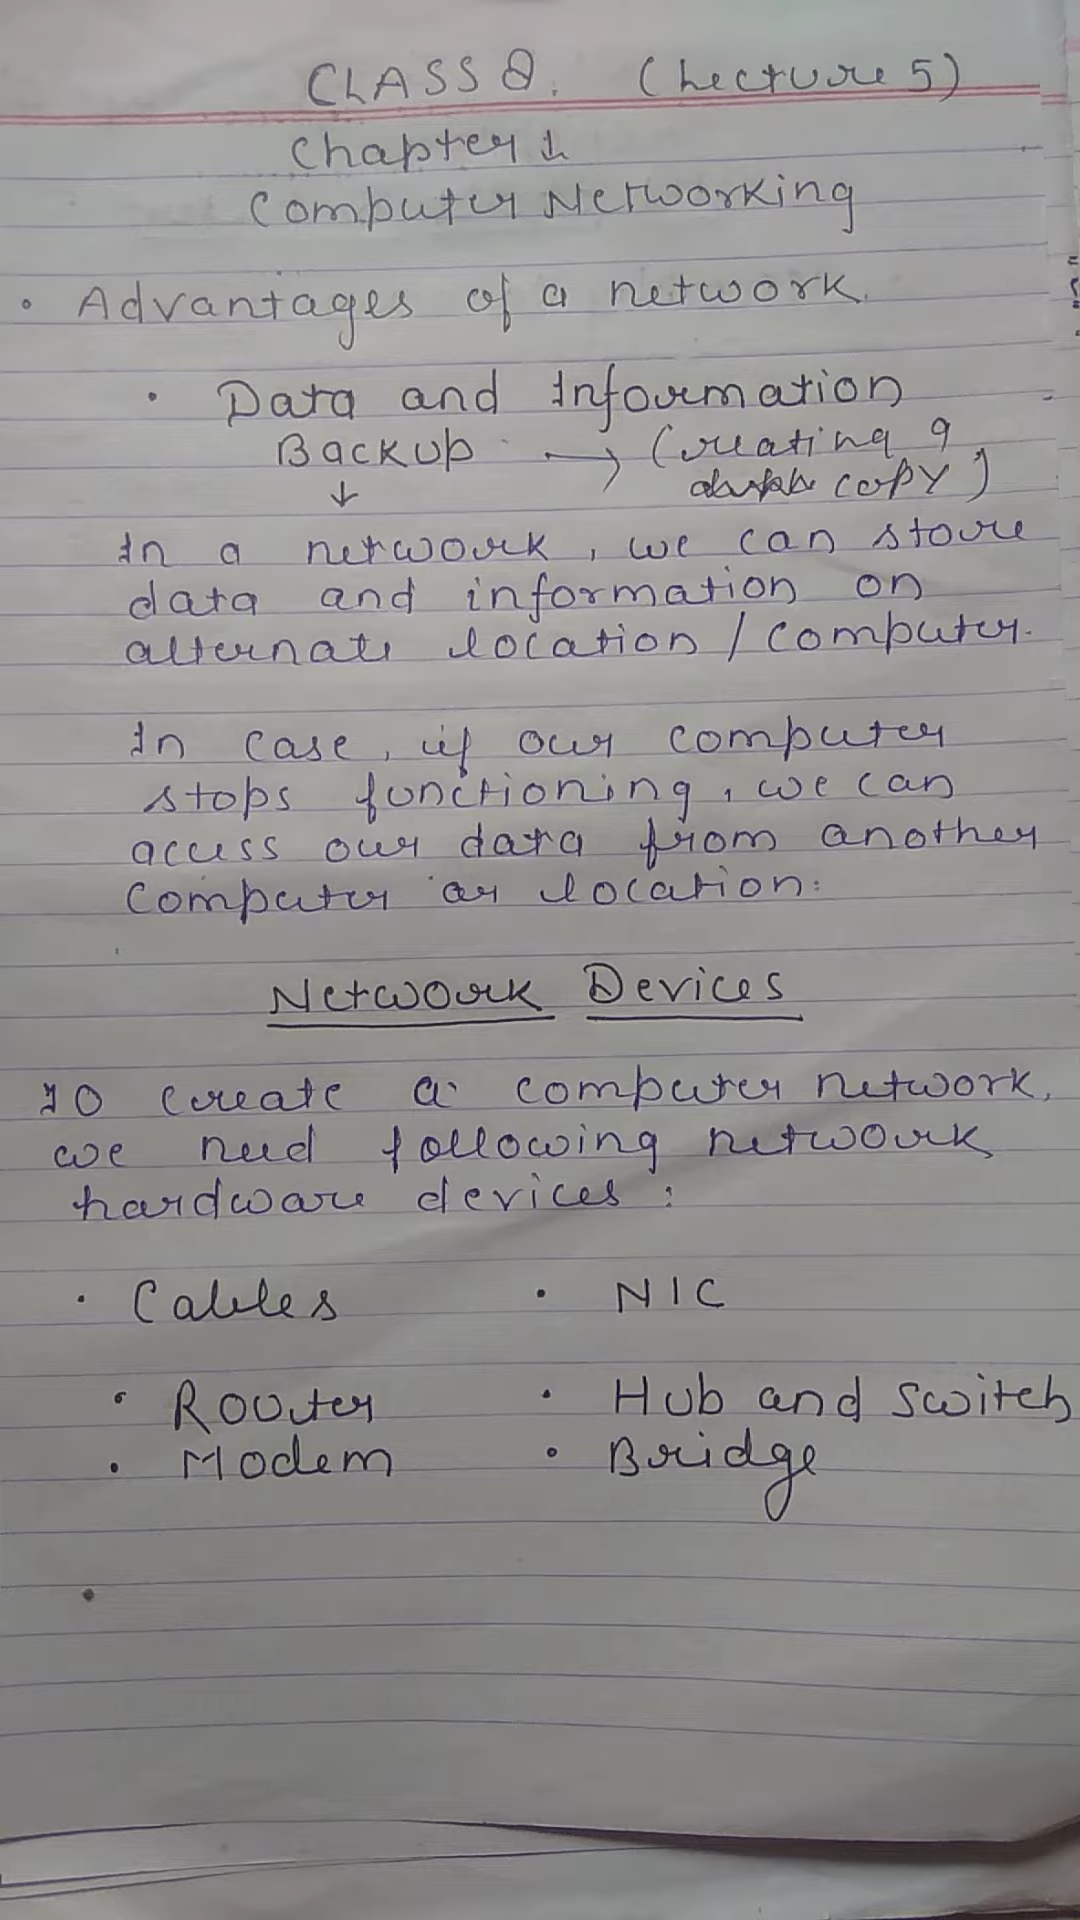 CLASS 8. (Lecture 5)
Chapter 1
Computer Networking
• Advantages of a network.
• Data and Information
Backup → (creating a
copy)
↓
In a network, we can store
data and information on
alternate location / computer.
In case, if our computer
stops functioning, we can
access our data from another
computer or location.
Network Devices
To create a computer network,
we need following network
hardware devices:
• Cables • NIC
• Router • Hub and switch
• Modem • Bridge